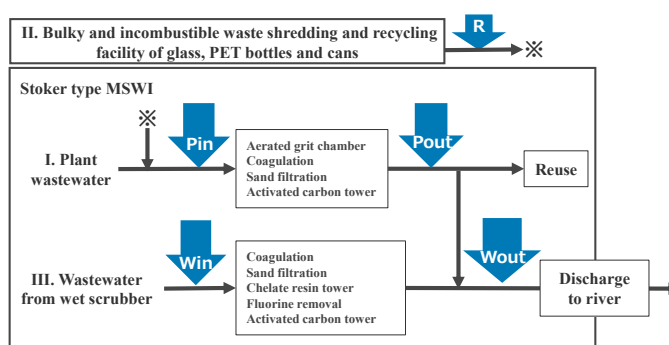 II. Bulky and incombustible waste shredding and recycling
facility of glass, PET bottles and cans
R
※
Stoker type MSWI
※
Pin
Pout
I. Plant
wastewater
Aerated grit chamber
Coagulation
Sand filtration
Activated carbon tower
Reuse
Win
Wout
III. Wastewater
from wet scrubber
Coagulation
Sand filtration
Chelate resin tower
Fluorine removal
Activated carbon tower
Discharge
to river